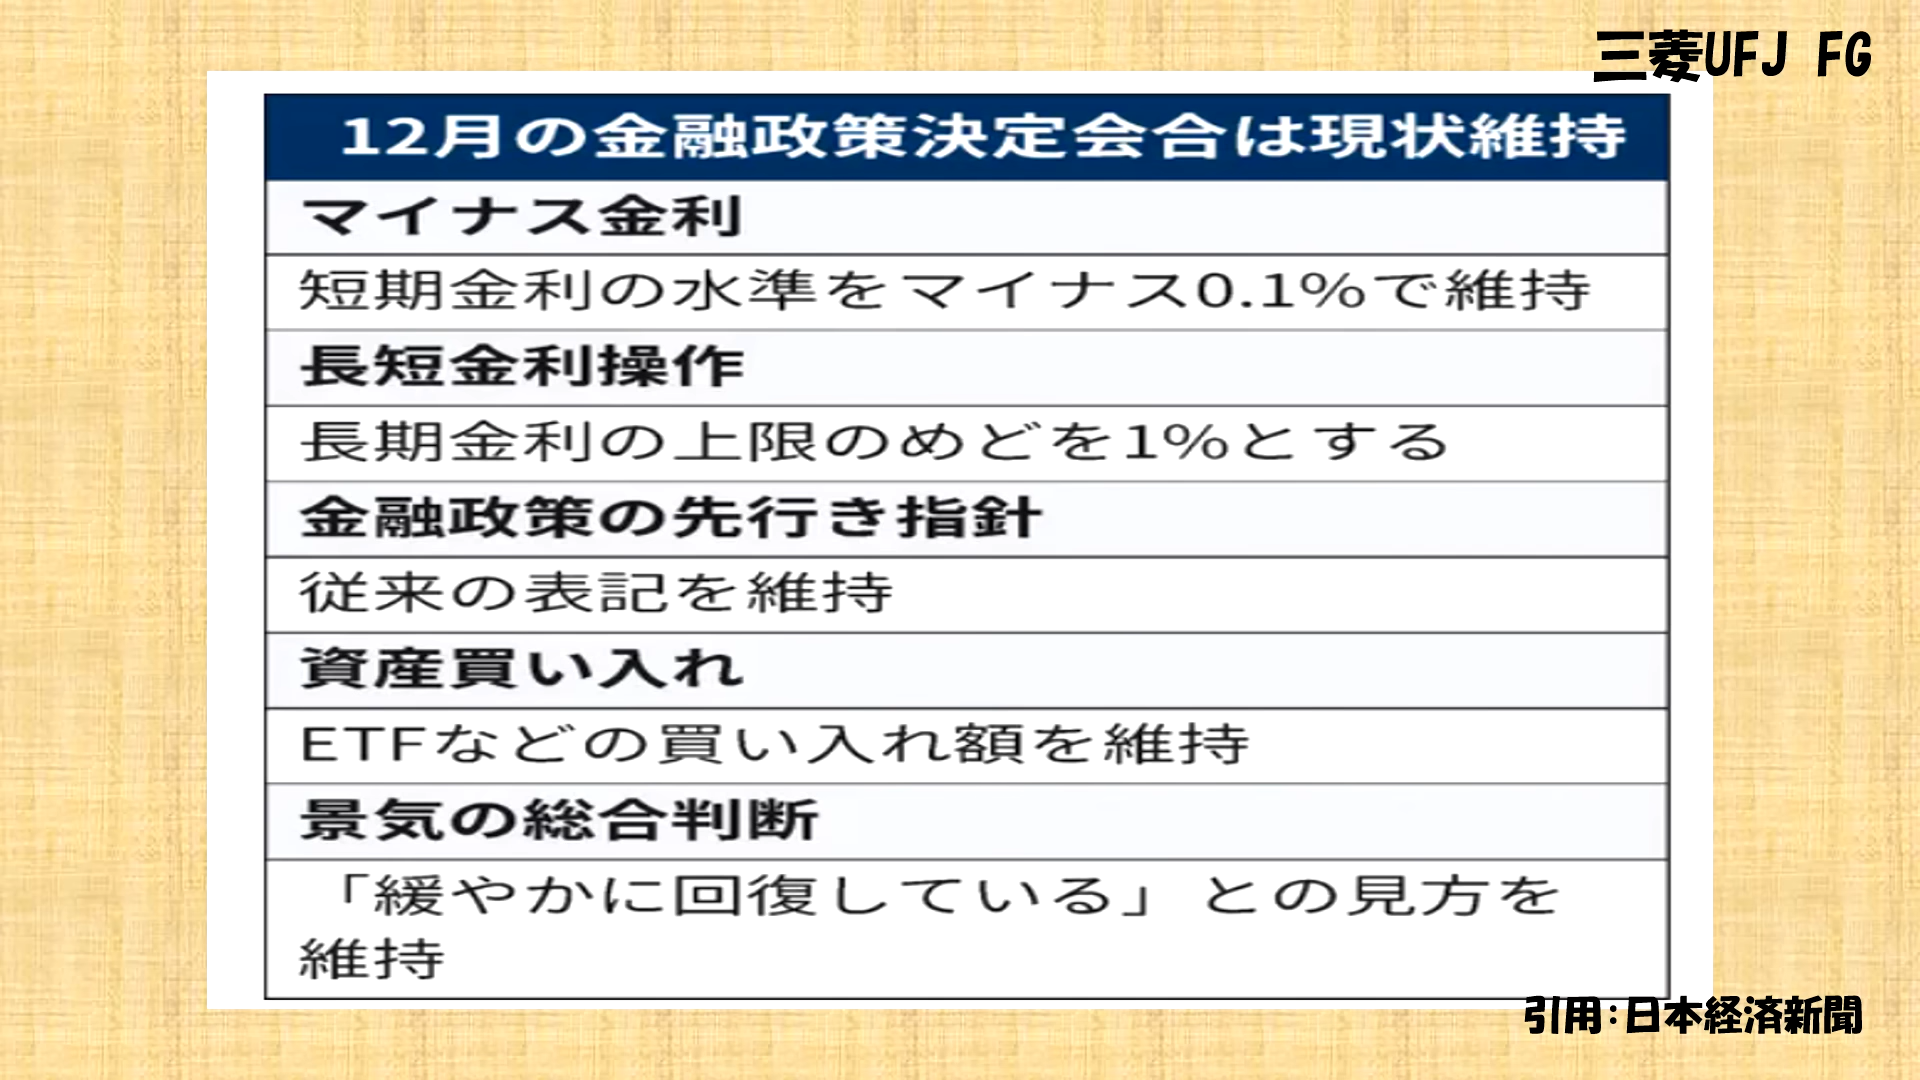 三菱UFJ FG
12月の金融政策決定会合は現状維持
マイナス金利
短期金利の水準をマイナス0.1%で維持
長短金利操作
長期金利の上限のめどを1%とする
金融政策の先行き指針
従来の表記を維持
資産買い入れ
ETFなどの買い入れ額を維持
景気の総合判断
「緩やかに回復している」との見方を
維持
引用:日本経済新聞